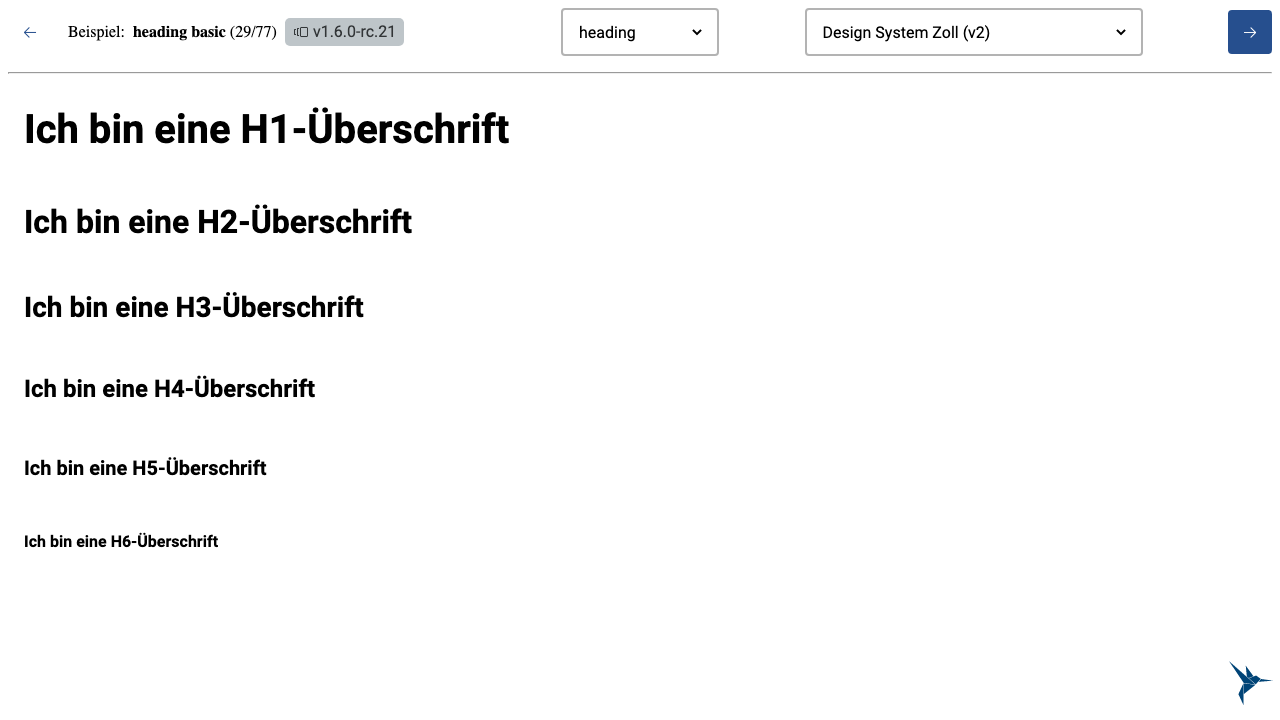 Beispiel: heading basic (29/77) v1.6.0-rc.21 heading Design System Zoll (v2)
Ich bin eine H1-Überschrift
Ich bin eine H2-Überschrift
Ich bin eine H3-Überschrift
Ich bin eine H4-Überschrift
Ich bin eine H5-Überschrift
Ich bin eine H6-Überschrift